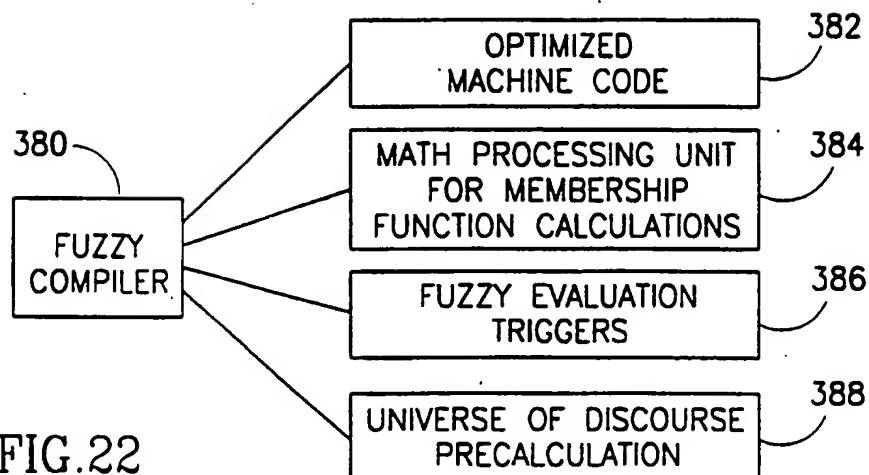 OPTIMIZED
MACHINE CODE
382
380
MATH PROCESSING UNIT
FOR MEMBERSHIP
FUNCTION CALCULATIONS
384
FUZZY
COMPILER
FUZZY EVALUATION
TRIGGERS
386
UNIVERSE OF DISCOURSE
PRECALCULATION
388
FIG.22